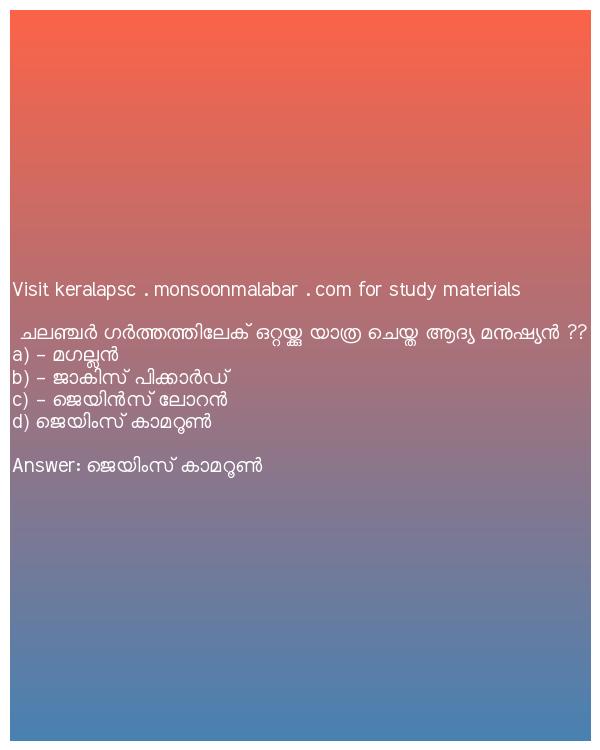 Visit keralapsc . monsoonmalabar . com for study materials
ചലഞ്ചർ ഗർത്തത്തിലേക് ഒറ്റയ്ക്കു യാത്ര ചെയ്ത ആദ്യ മനുഷ്യൻ ??
a) - മഗല്ലൻ
b) - ജാകിസ് പിക്കാർഡ്
c) - ജെയിൻസ് ലോറൻ
d) ജെയിംസ് കാമറൂൺ
Answer: ജെയിംസ് കാമറൂൺ